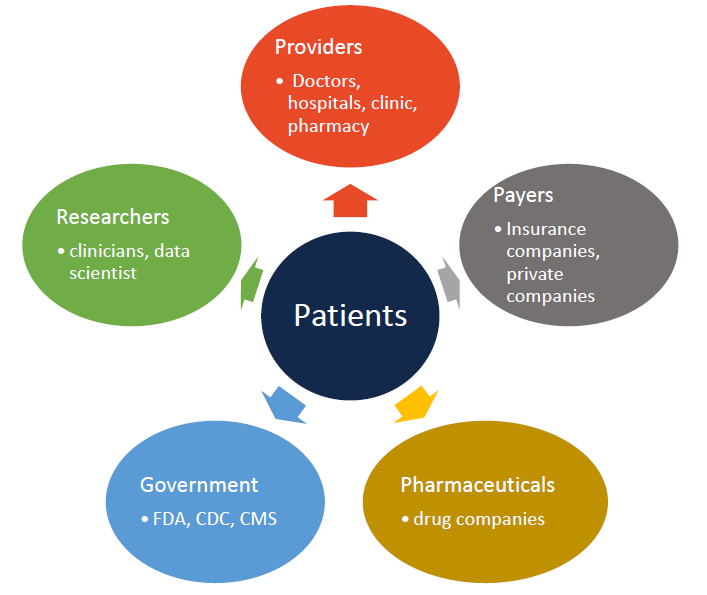 Providers
• Doctors,
hospitals, clinic,
pharmacy
Researchers
• clinicians, data
scientist
Payers
• Insurance
companies,
private
companies
Patients
Government
• FDA, CDC, CMS
Pharmaceuticals
• drug companies